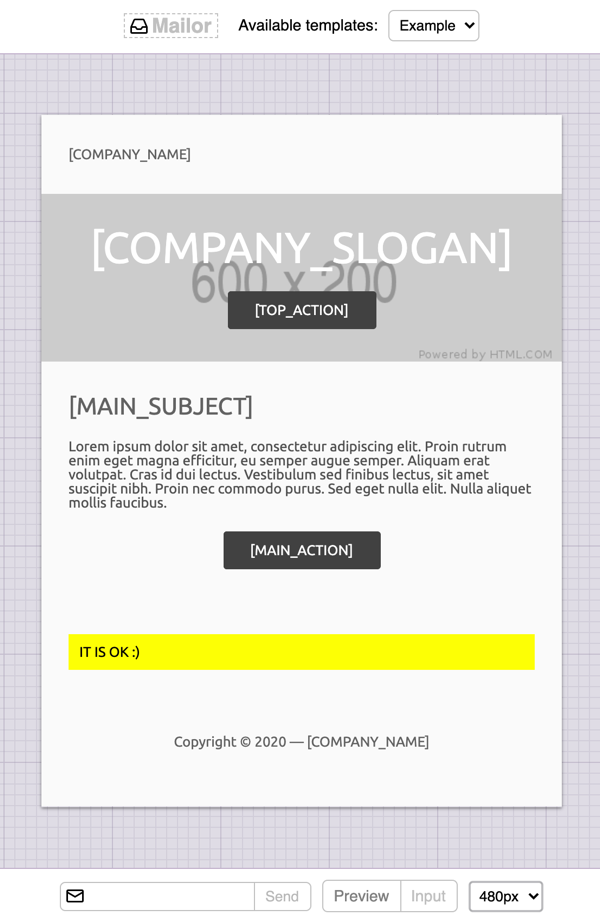 Mailor Available templates: Example
[COMPANY_NAME]
[COMPANY_SLOGAN]
600 x 200
[TOP_ACTION]
Powered by HTML.COM
[MAIN_SUBJECT]
Lorem ipsum dolor sit amet, consectetur adipiscing elit. Proin rutrum
enim eget magna efficitur, eu semper augue semper. Aliquam erat
volutpat. Cras id dui lectus. Vestibulum sed finibus lectus, sit amet
suscipit nibh. Proin nec commodo purus. Sed eget nulla elit. Nulla aliquet
mollis faucibus.
[MAIN_ACTION]
IT IS OK :)
Copyright © 2020 — [COMPANY_NAME]
Send Preview Input 480px